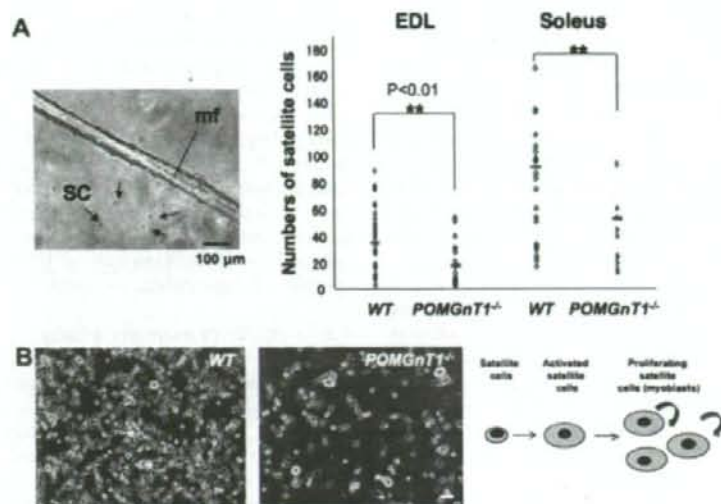 A
EDL Soleus
Numbers of satellite cells
180
160
140
120
100
80
60
40
20
0
P<0.01
**
**
mf
SC
100 μm
WT POMGnT1-/- WT POMGnT1-/-
B
WT
POMGnT1-/-
Satellite cells
Activated satellite cells
Proliferating satellite cells (myoblasts)